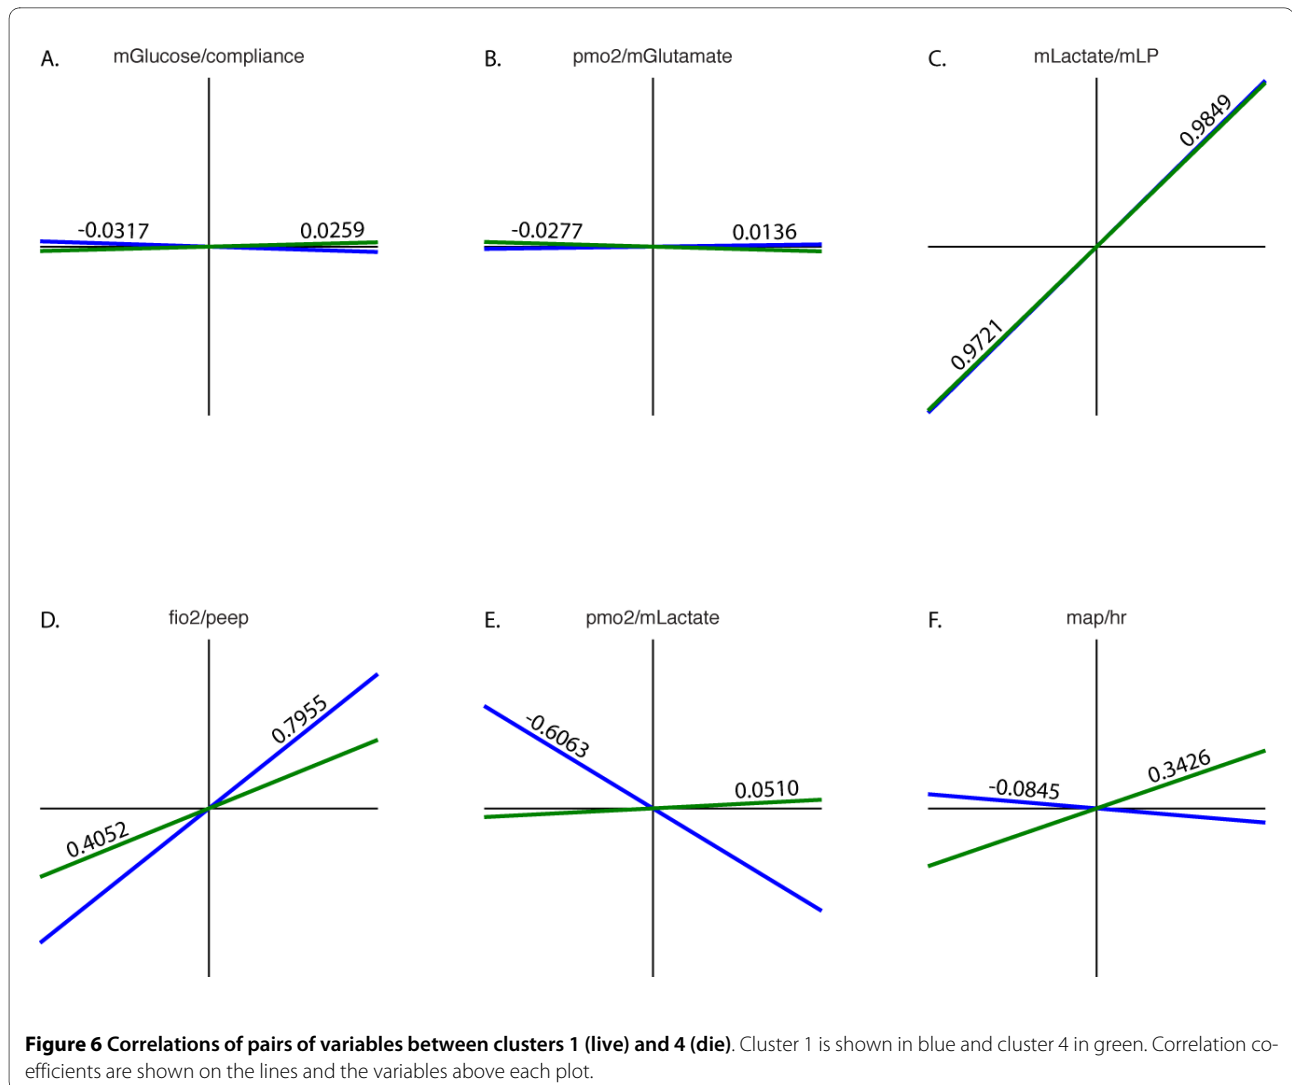 A. mGlucose/compliance
-0.0317 0.0259
B. pmo2/mGlutamate
-0.0277 0.0136
C. mLactate/mLP
0.9849
0.9721
D. fio2/peep
0.7955
0.4052
E. pmo2/mLactate
-0.6063
0.0510
F. map/hr
-0.0845
0.3426
Figure 6 Correlations of pairs of variables between clusters 1 (live) and 4 (die). Cluster 1 is shown in blue and cluster 4 in green. Correlation co-
efficients are shown on the lines and the variables above each plot.